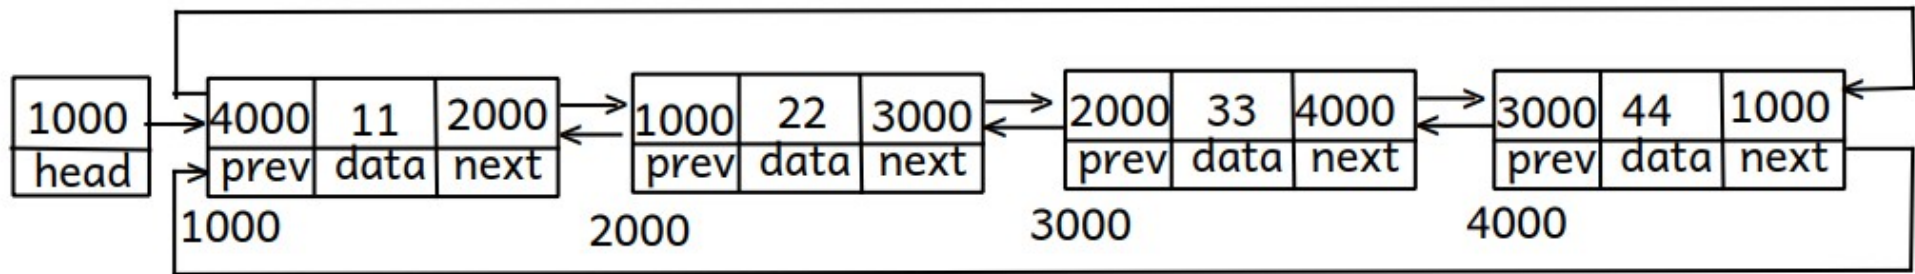 1000 4000 11 2000 1000 22 3000 2000 33 4000 3000 44 1000
head prev data next prev data next prev data next prev data next
1000 2000 3000 4000